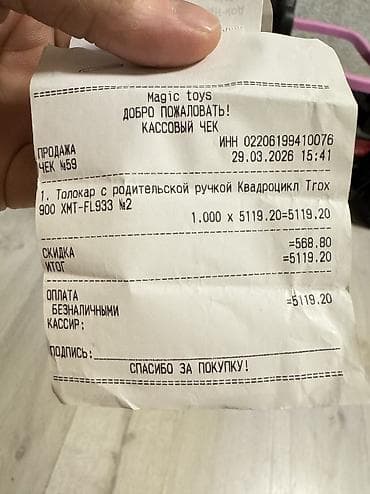 Magic toys
ДОБРО ПОЖАЛОВАТЬ!
КАССОВЫЙ ЧЕК
ИНН 02206199410076
ПРОДАЖА
ЧЕК №59
29.03.2026 15:41
1. Толокар с родительской ручкой Квадроцикл Trox
900 XMT-FL933 №2
1.000 x 5119.20=5119.20
СКИДКА =568.80
ИТОГ =5119.20
ОПЛАТА
БЕЗНАЛИЧНЫМИ =5119.20
КАССИР:
ПОДПИСЬ:
СПАСИБО ЗА ПОКУПКУ!